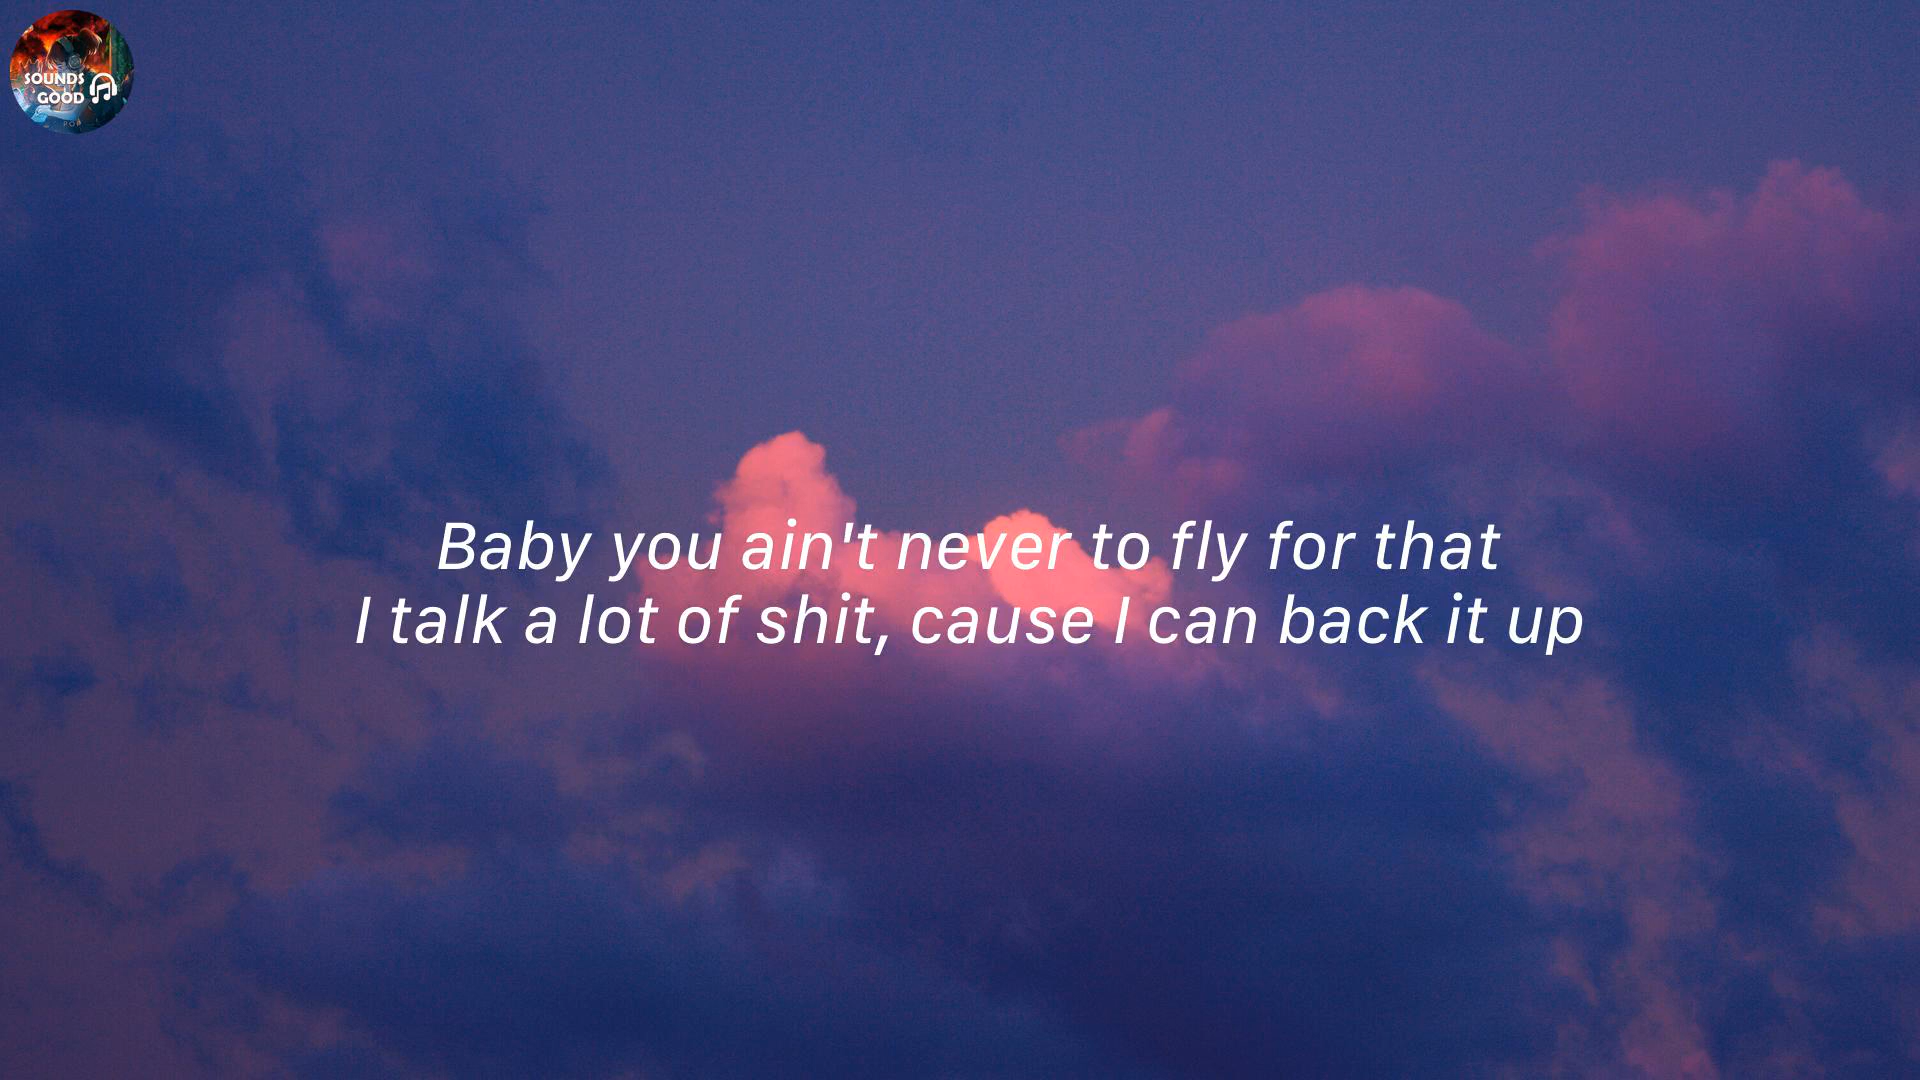 SOUNDS
GOOD
POP
Baby you ain't never to fly for that
I talk a lot of shit, cause I can back it up